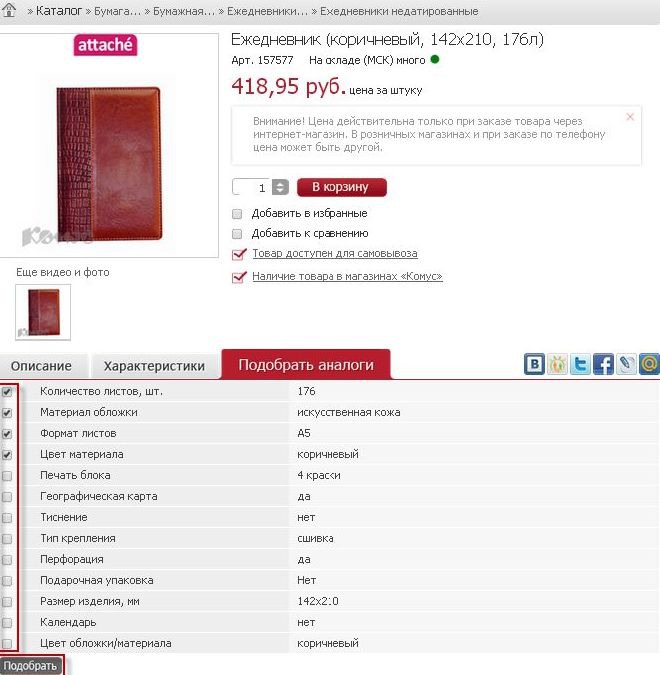 » Каталог » Бумага... » Бумажная... » Ежедневники... » Ежедневники недатированные
attaché
Ежедневник (коричневый, 142х210, 176л)
Арт. 157577 На складе (МСК) много
418,95 руб. цена за штуку
Внимание! Цена действительна только при заказе товара через
интернет-магазин. В розничных магазинах и при заказе по телефону
цена может быть другой.
1 В корзину
Добавить в избранные
Добавить к сравнению
Товар доступен для самовывоза
Наличие товара в магазинах «Комус»
Комус
Еще видео и фото
Описание Характеристики Подобрать аналоги
Количество листов, шт. 176
Материал обложки искусственная кожа
Формат листов А5
Цвет материала коричневый
Печать блока 4 краски
Географическая карта да
Тиснение нет
Тип крепления сшивка
Перфорация да
Подарочная упаковка Нет
Размер изделия, мм 142х210
Календарь нет
Цвет обложки/материала коричневый
Подобрать